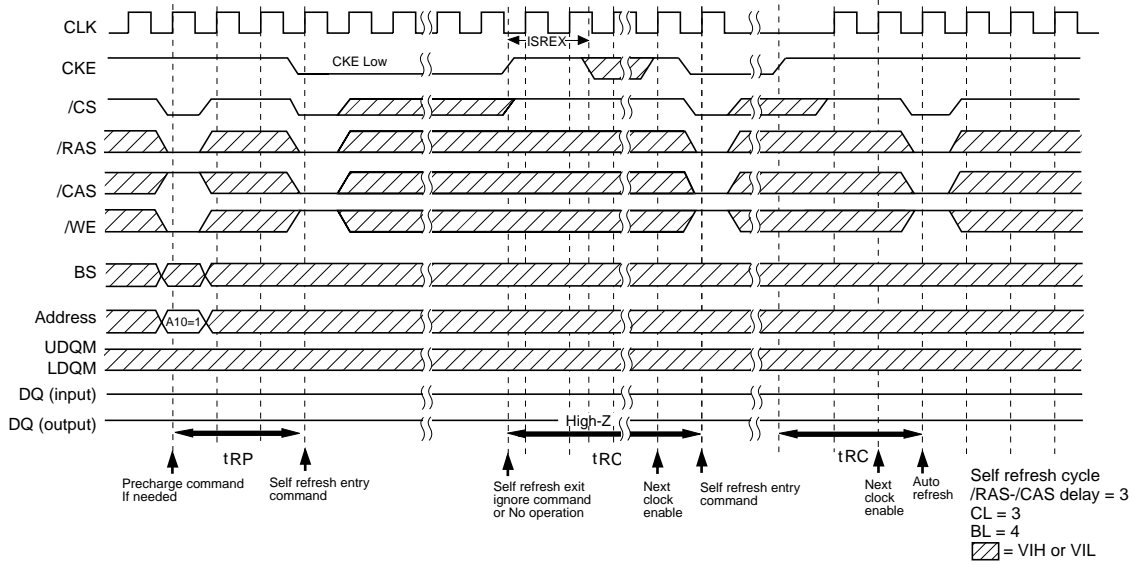 CLK
ISREX
CKE
CKE Low
/CS
/RAS
/CAS
/WE
BS
Address
A10=1
UDQM
LDQM
DQ (input)
DQ (output)
High-Z
tRP
tRC
tRC
Precharge command
If needed
Self refresh entry
command
Self refresh exit
ignore command
or No operation
Next
clock
enable
Self refresh entry
command
Next
clock
enable
Auto
refresh
Self refresh cycle
/RAS-/CAS delay = 3
CL = 3
BL = 4
= VIH or VIL